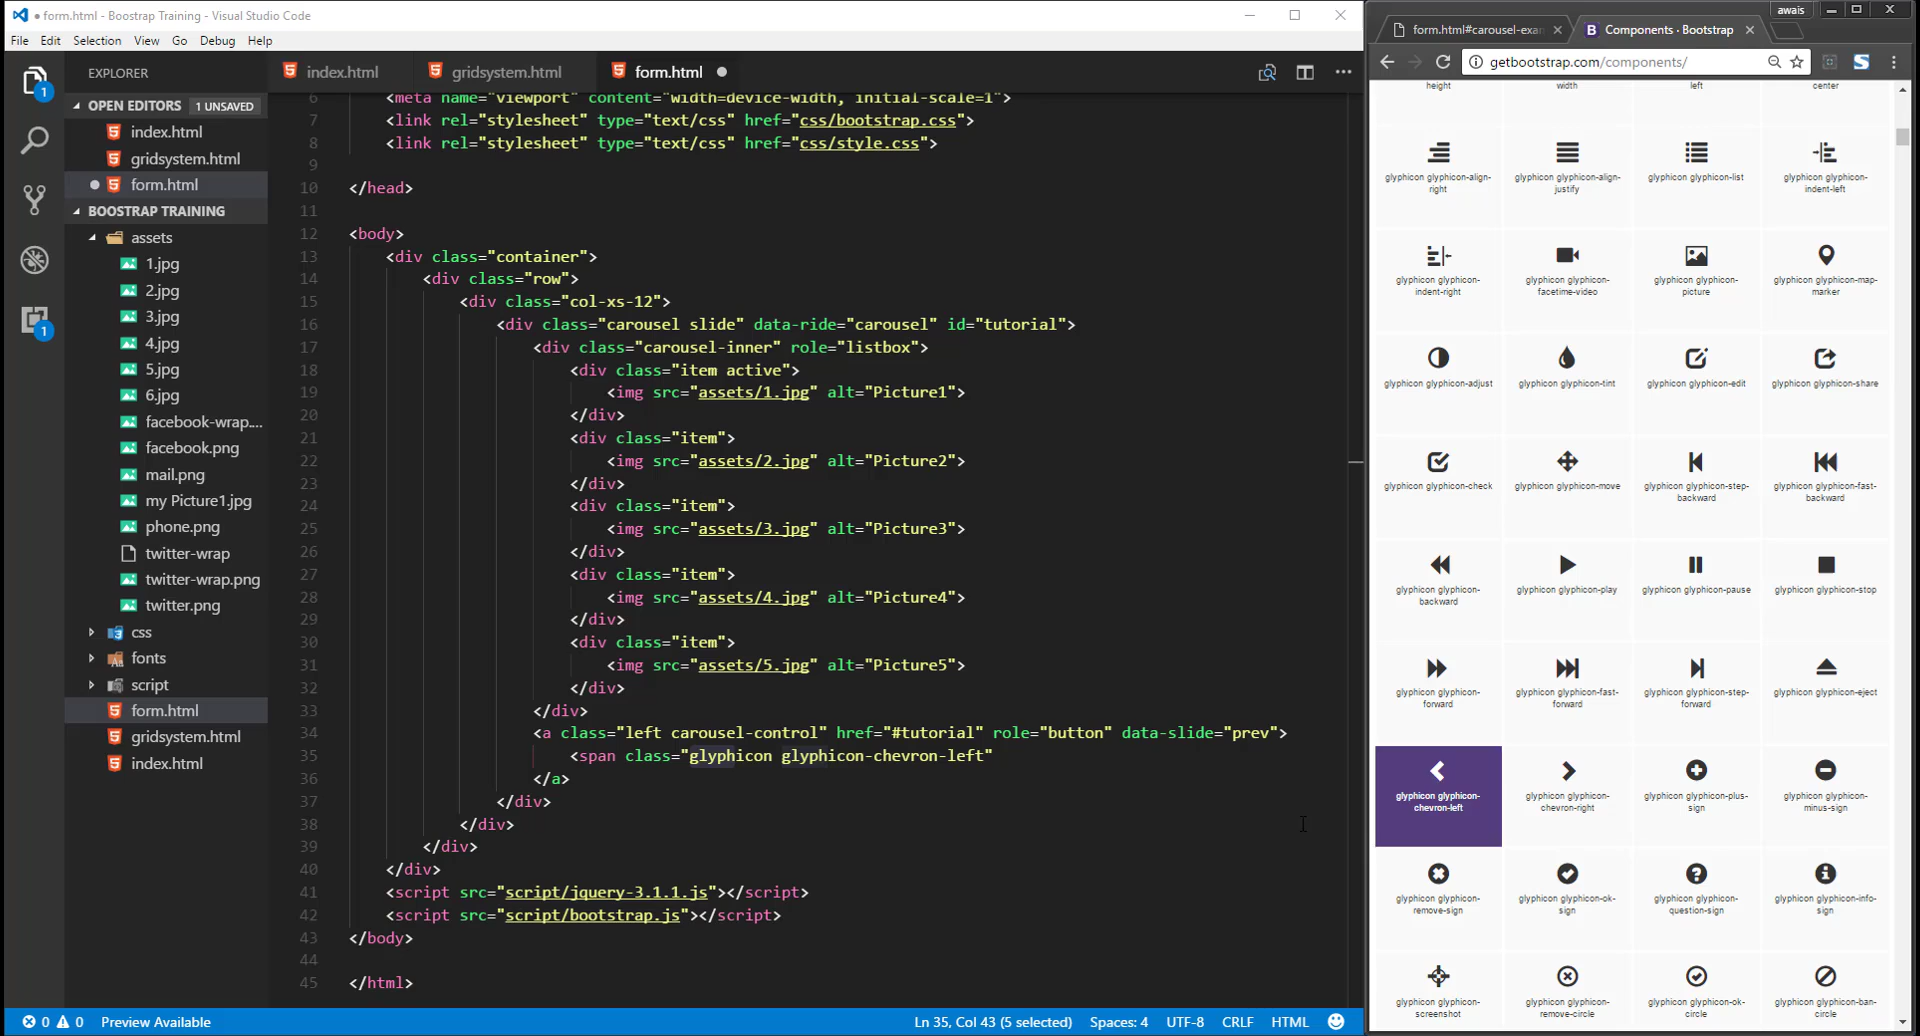 form.html - Boostrap Training - Visual Studio Code
File Edit Selection View Go Debug Help
EXPLORER
OPEN EDITORS 1 UNSAVED
index.html
gridsystem.html
form.html
BOOSTRAP TRAINING
assets
1.jpg
2.jpg
3.jpg
4.jpg
5.jpg
6.jpg
facebook-wrap....
facebook.png
mail.png
my Picture1.jpg
phone.png
twitter-wrap
twitter-wrap.png
twitter.png
css
fonts
script
form.html
gridsystem.html
index.html
1
1
index.html gridsystem.html form.html
6 <meta name="viewport" content="width=device-width, initial-scale=1">
7 <link rel="stylesheet" type="text/css" href="css/bootstrap.css">
8 <link rel="stylesheet" type="text/css" href="css/style.css">
9
10 </head>
11
12 <body>
13 <div class="container">
14 <div class="row">
15 <div class="col-xs-12">
16 <div class="carousel slide" data-ride="carousel" id="tutorial">
17 <div class="carousel-inner" role="listbox">
18 <div class="item active">
19 <img src="assets/1.jpg" alt="Picture1">
20 </div>
21 <div class="item">
22 <img src="assets/2.jpg" alt="Picture2">
23 </div>
24 <div class="item">
25 <img src="assets/3.jpg" alt="Picture3">
26 </div>
27 <div class="item">
28 <img src="assets/4.jpg" alt="Picture4">
29 </div>
30 <div class="item">
31 <img src="assets/5.jpg" alt="Picture5">
32 </div>
33 </div>
34 <a class="left carousel-control" href="#tutorial" role="button" data-slide="prev">
35 <span class="glyphicon glyphicon-chevron-left"
36 </a>
37 </div>
38 </div>
39 </div>
40 </div>
41 <script src="script/jquery-3.1.1.js"></script>
42 <script src="script/bootstrap.js"></script>
43 </body>
44
45 </html>
0 0 Preview Available
Ln 35, Col 43 (5 selected) Spaces: 4 UTF-8 CRLF HTML
awais
form.html#carousel-exa Components · Bootstrap
getbootstrap.com/components/
height width left center
glyphicon glyphicon-align- glyphicon glyphicon-align- glyphicon glyphicon-list glyphicon glyphicon-
right justify indent-left
glyphicon glyphicon- glyphicon glyphicon- glyphicon glyphicon- glyphicon glyphicon-map-
indent-right facetime-video picture marker
glyphicon glyphicon-adjust glyphicon glyphicon-tint glyphicon glyphicon-edit glyphicon glyphicon-share
glyphicon glyphicon-check glyphicon glyphicon-move glyphicon glyphicon-step- glyphicon glyphicon-fast-
backward backward
glyphicon glyphicon- glyphicon glyphicon-play glyphicon glyphicon-pause glyphicon glyphicon-stop
backward
glyphicon glyphicon- glyphicon glyphicon-fast- glyphicon glyphicon-step- glyphicon glyphicon-eject
forward forward forward
glyphicon glyphicon- glyphicon glyphicon- glyphicon glyphicon-plus- glyphicon glyphicon-
chevron-left chevron-right sign minus-sign
glyphicon glyphicon- glyphicon glyphicon-ok- glyphicon glyphicon- glyphicon glyphicon-info-
remove-sign sign question-sign sign
glyphicon glyphicon- glyphicon glyphicon- glyphicon glyphicon-ok- glyphicon glyphicon-ban-
screenshot remove-circle circle circle